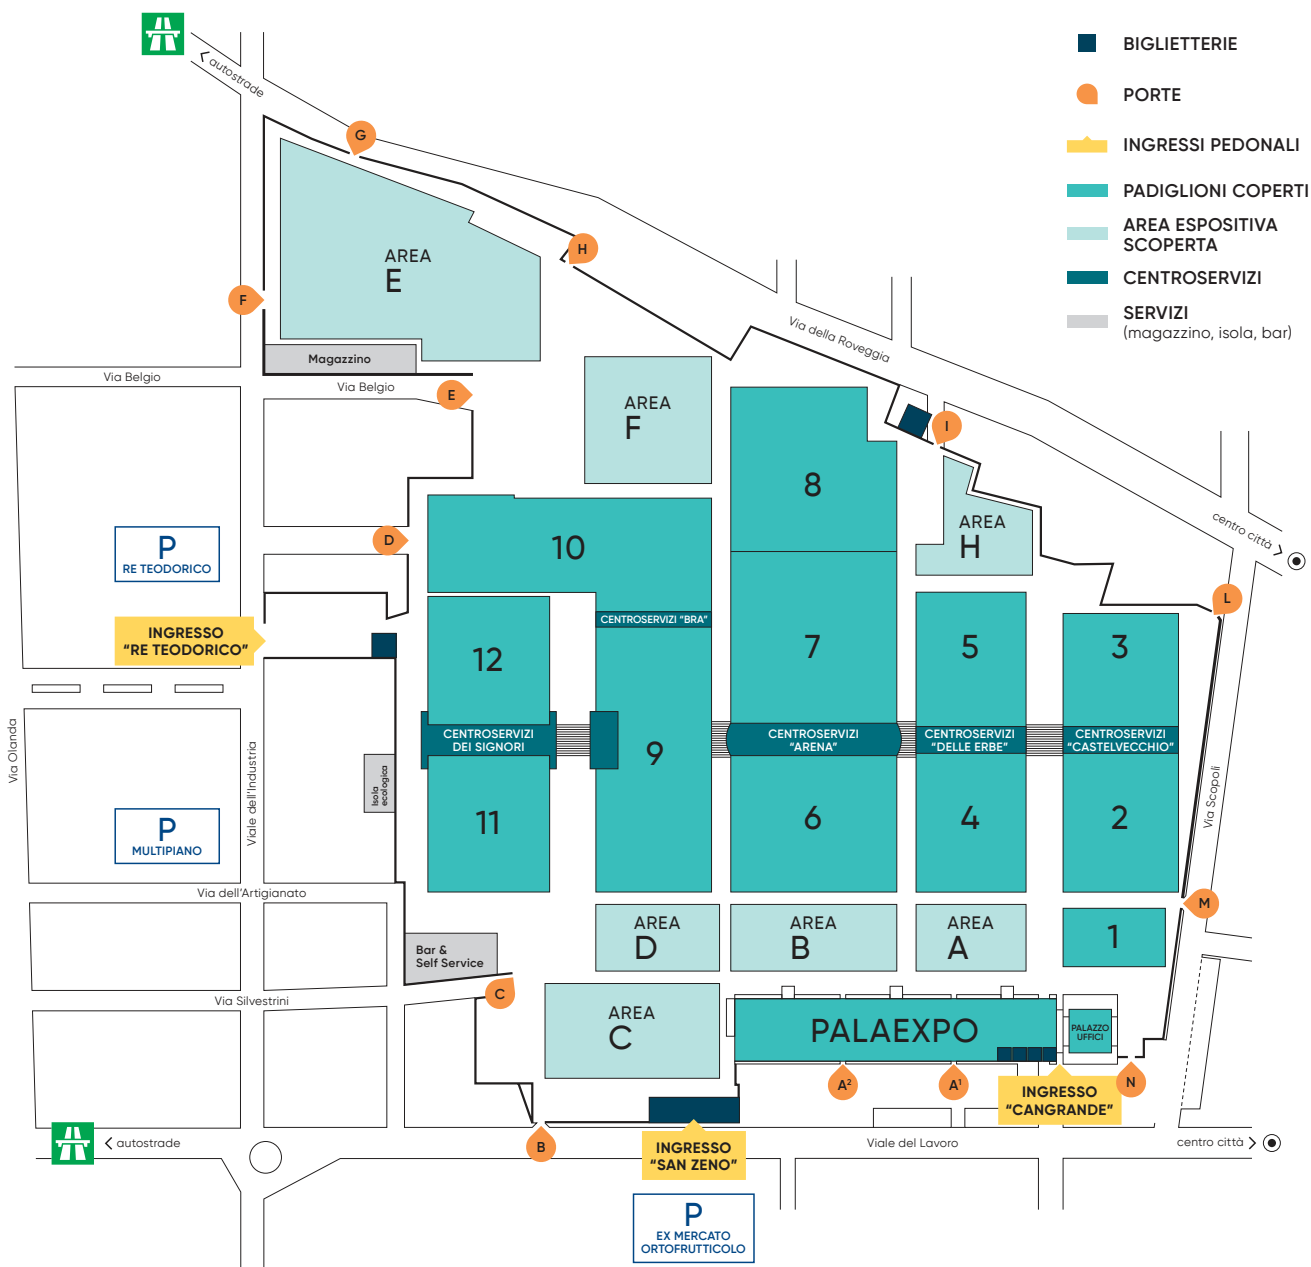 BIGLIETTERIE
PORTE
INGRESSI PEDONALI
PADIGLIONI COPERTI
AREA ESPOSITIVA
SCOPERTA
CENTROSERVIZI
SERVIZI
(magazzino, isola, bar)
< autostrade
G
H
F
AREA
E
Magazzino
Via Belgio
Via Belgio
E
Via della Roveggia
AREA
F
I
8
AREA
H
centro città >
D
10
P
RE TEODORICO
L
INGRESSO
"RE TEODORICO"
CENTROSERVIZI "BRA"
12
7
5
3
CENTROSERVIZI
DEI SIGNORI
9
CENTROSERVIZI
"ARENA"
CENTROSERVIZI
"DELLE ERBE"
CENTROSERVIZI
"CASTELVECCHIO"
Via Olanda
Viale dell'Industria
Isola
ecologica
Via Scopoli
11
6
4
2
P
MULTIPIANO
Via dell'Artigianato
M
AREA
D
AREA
B
AREA
A
1
Bar &
Self Service
C
Via Silvestrini
AREA
C
PALAEXPO
PALAZZO
UFFICI
A²
A¹
N
INGRESSO
"CANGRANDE"
< autostrade
B
INGRESSO
"SAN ZENO"
Viale del Lavoro
centro città >
P
EX MERCATO
ORTOFRUTTICOLO